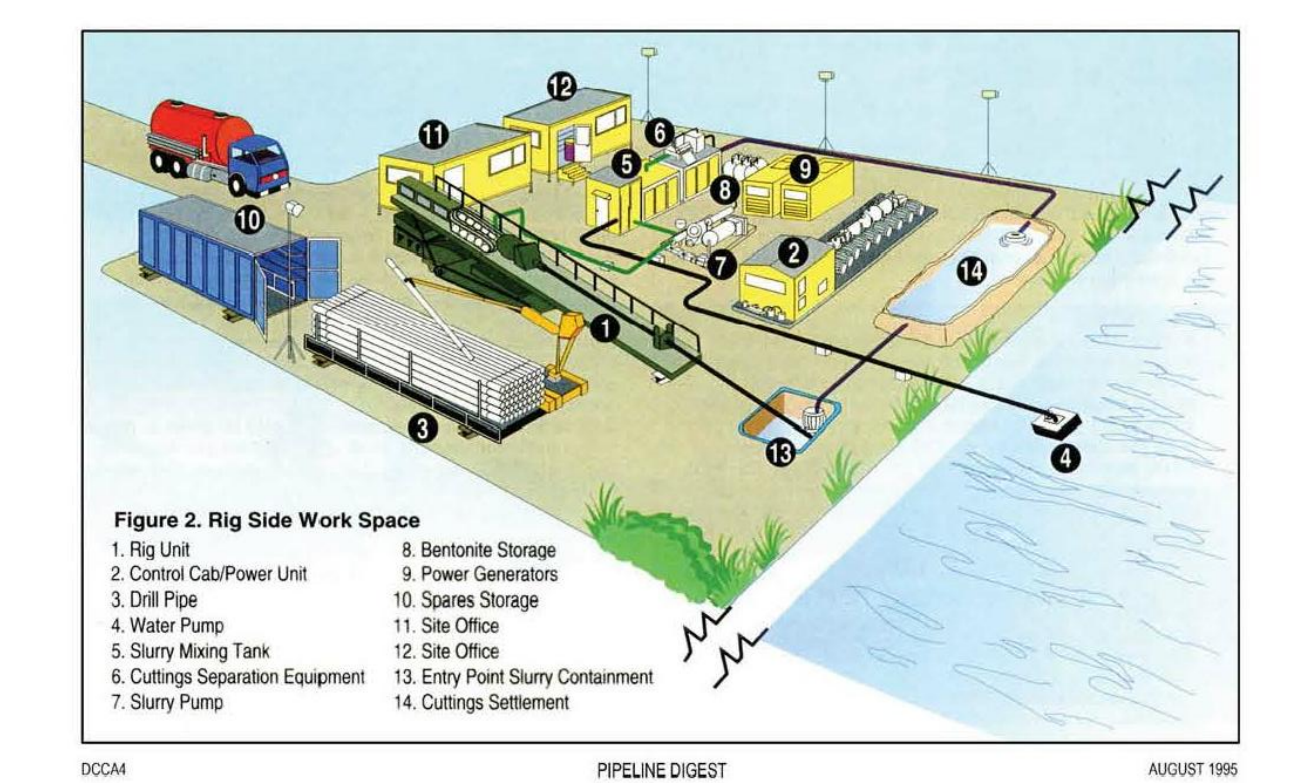 12
11
6
5
9
8
10
2
7
14
1
3
13
4
Figure 2. Rig Side Work Space
1. Rig Unit
2. Control Cab/Power Unit
3. Drill Pipe
4. Water Pump
5. Slurry Mixing Tank
6. Cuttings Separation Equipment
7. Slurry Pump
8. Bentonite Storage
9. Power Generators
10. Spares Storage
11. Site Office
12. Site Office
13. Entry Point Slurry Containment
14. Cuttings Settlement
DCCA4
PIPELINE DIGEST
AUGUST 1995